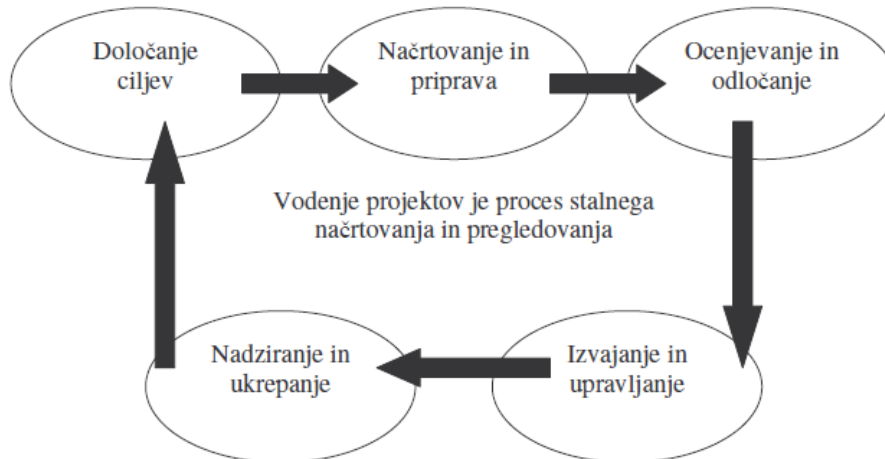 Določanje
ciljev
Načrtovanje in
priprava
Ocenjevanje in
odločanje
Vodenje projektov je proces stalnega
načrtovanja in pregledovanja
Nadziranje in
ukrepanje
Izvajanje in
upravljanje